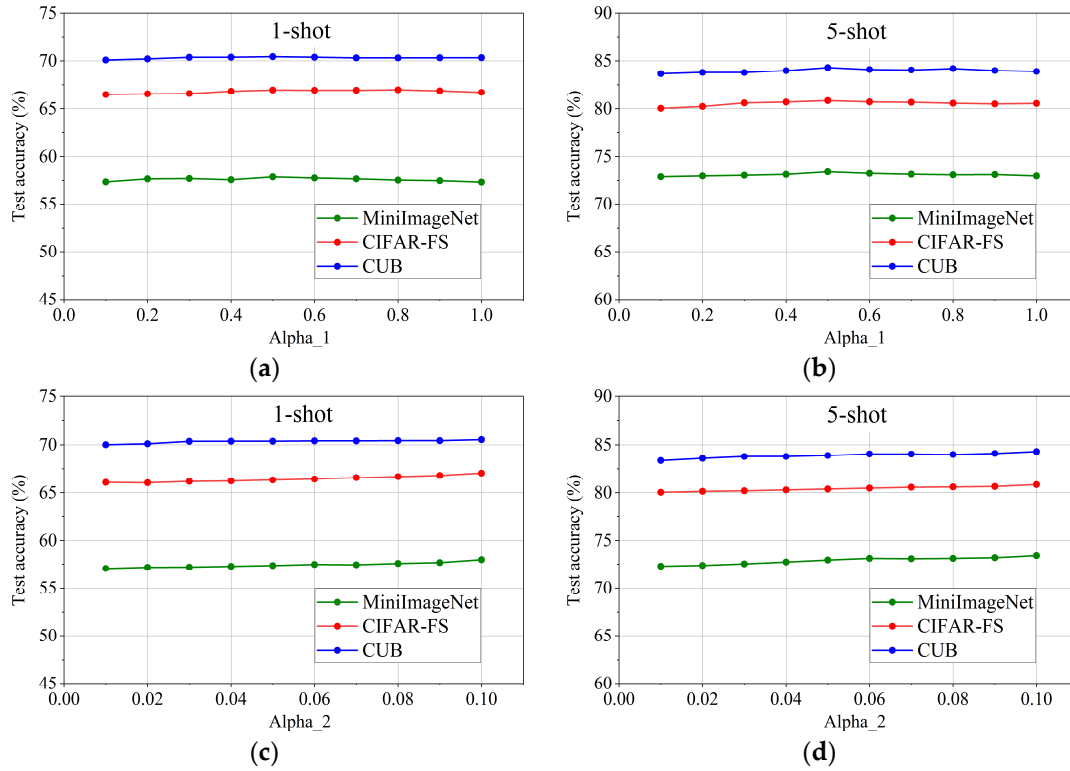 1-shot
Test accuracy (%)
75
70
65
60
55
50
45
MiniImageNet
CIFAR-FS
CUB
0.0 0.2 0.4 0.6 0.8 1.0
Alpha_1
(a)
5-shot
Test accuracy (%)
90
85
80
75
70
65
60
MiniImageNet
CIFAR-FS
CUB
0.0 0.2 0.4 0.6 0.8 1.0
Alpha_1
(b)
1-shot
Test accuracy (%)
75
70
65
60
55
50
45
MiniImageNet
CIFAR-FS
CUB
0.00 0.02 0.04 0.06 0.08 0.10
Alpha_2
(c)
5-shot
Test accuracy (%)
90
85
80
75
70
65
60
MiniImageNet
CIFAR-FS
CUB
0.00 0.02 0.04 0.06 0.08 0.10
Alpha_2
(d)